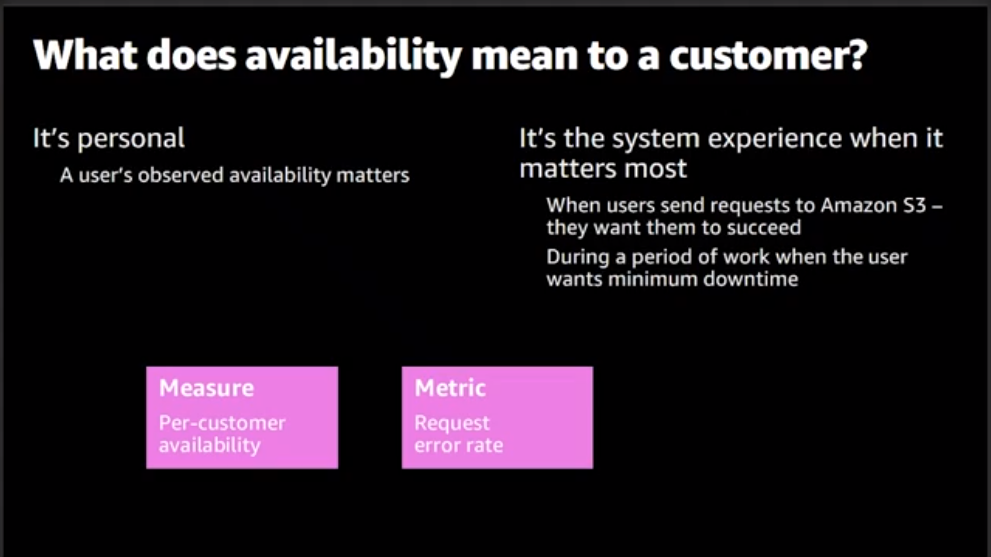 What does availability mean to a customer?
It's personal
A user's observed availability matters
It's the system experience when it
matters most
When users send requests to Amazon S3 –
they want them to succeed
During a period of work when the user
wants minimum downtime
Measure
Per-customer
availability
Metric
Request
error rate